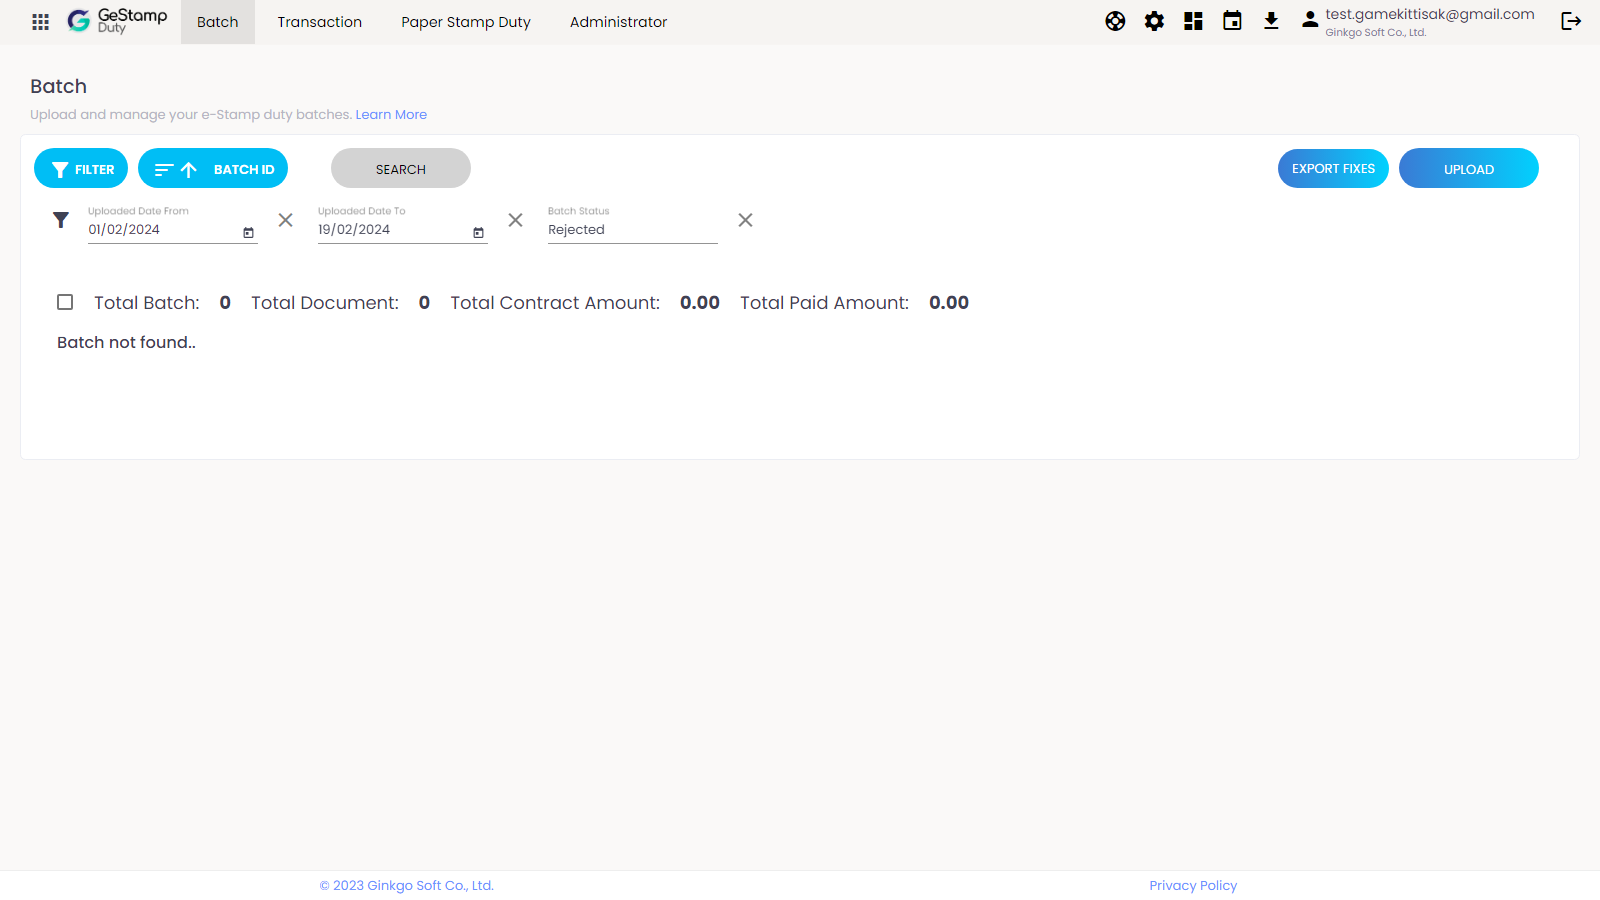 GeStamp
Duty
Batch
Transaction
Paper Stamp Duty
Administrator
test.gamekittisak@gmail.com
Ginkgo Soft Co., Ltd.
Batch
Upload and manage your e-Stamp duty batches. Learn More
FILTER
BATCH ID
SEARCH
EXPORT FIXES
UPLOAD
Uploaded Date From
01/02/2024
Uploaded Date To
19/02/2024
Batch Status
Rejected
Total Batch: 0 Total Document: 0 Total Contract Amount: 0.00 Total Paid Amount: 0.00
Batch not found..
© 2023 Ginkgo Soft Co., Ltd.
Privacy Policy